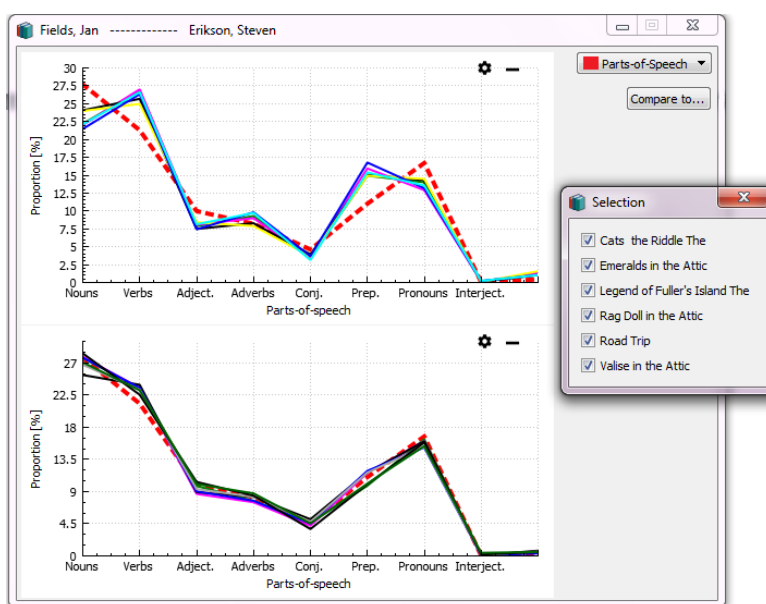 Fields, Jan ------------- Erikson, Steven
Parts-of-Speech
Compare to...
Proportion [%]
30
27.5
25
22.5
20
17.5
15
12.5
10
7.5
5
2.5
0
Nouns Verbs Adject. Adverbs Conj. Prep. Pronouns Interject.
Parts-of-speech
Selection
Cats the Riddle The
Emeralds in the Attic
Legend of Fuller's Island The
Rag Doll in the Attic
Road Trip
Valise in the Attic
Proportion [%]
27
22.5
18
13.5
9
4.5
0
Nouns Verbs Adject. Adverbs Conj. Prep. Pronouns Interject.
Parts-of-speech